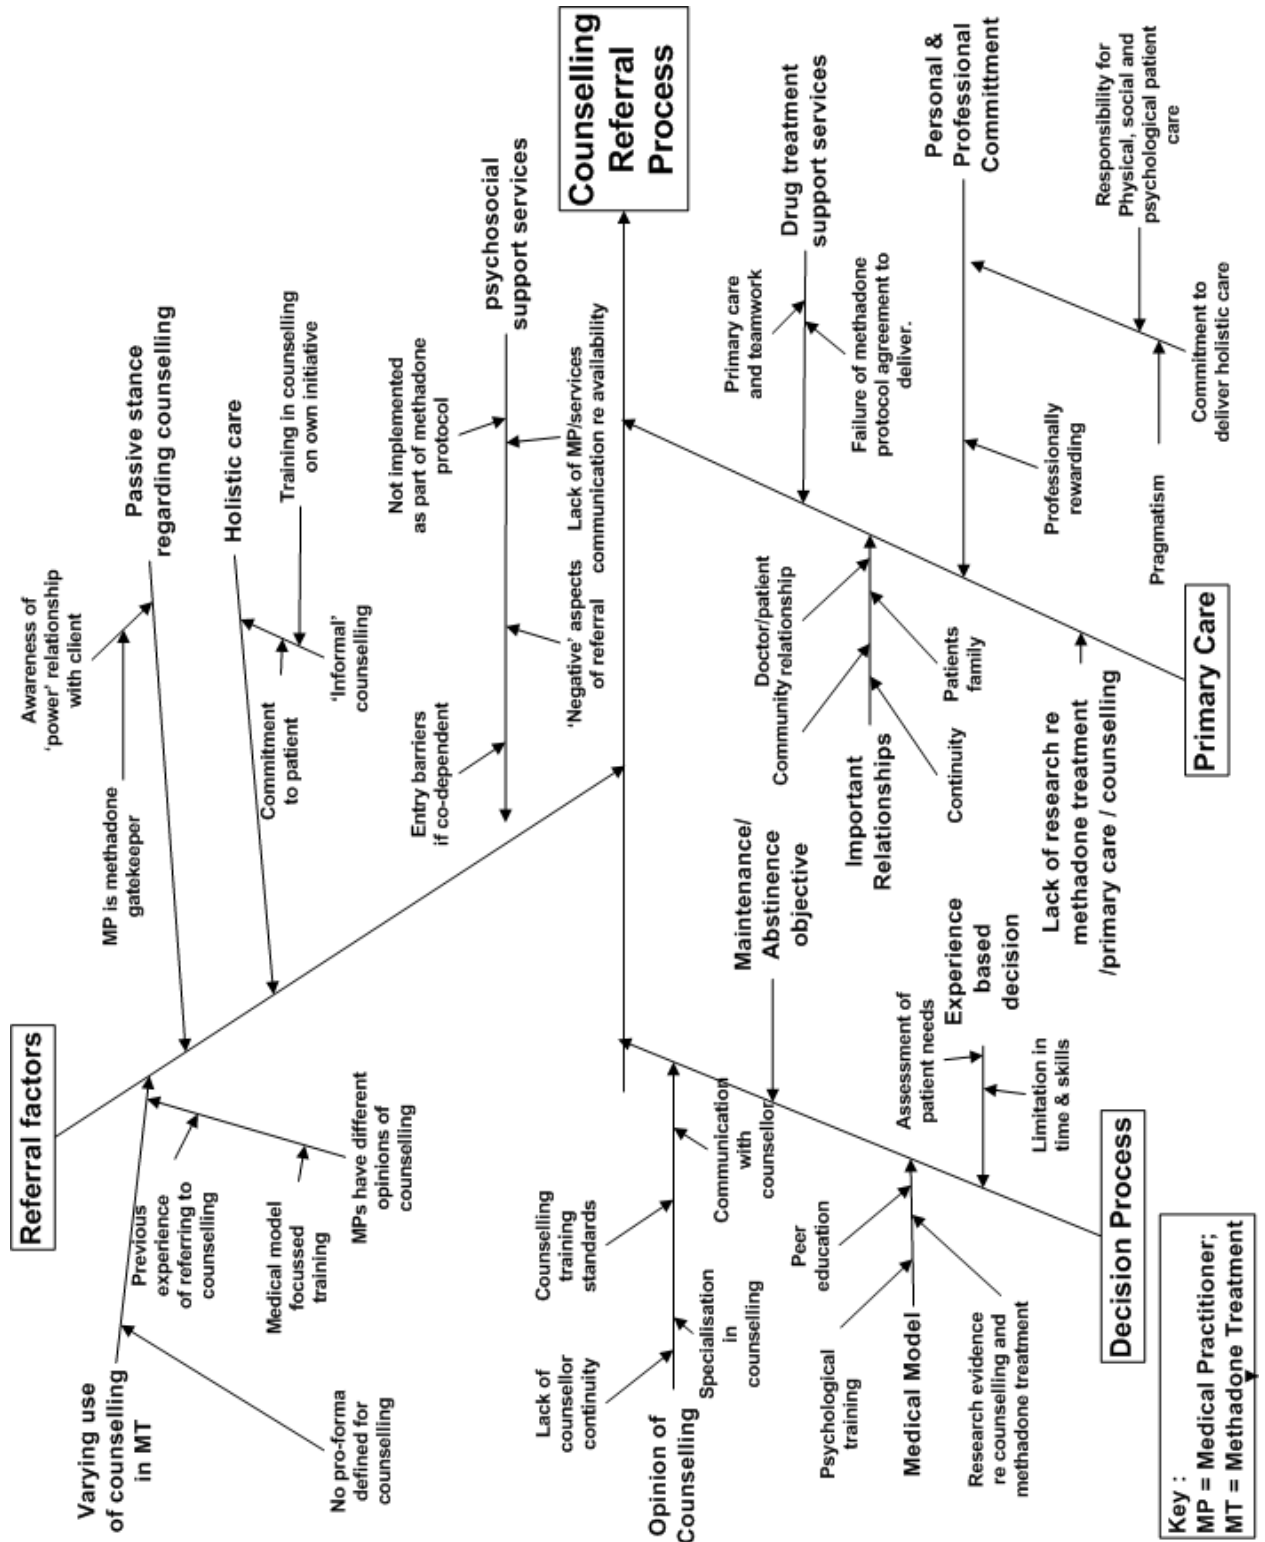 Referral factors
Varying use
of counselling
in MT
No pro-forma
defined for
counselling
Previous
experience
of referring to
counselling
Medical model
focussed
training
MPs have different
opinions of
counselling
Awareness of
‘power’ relationship
with client
MP is methadone
gatekeeper
Passive stance
regarding counselling
Holistic care
Training in counselling
on own initiative
Commitment
to patient
‘Informal’
counselling
psychosocial
support services
Not implemented
as part of methadone
protocol
Lack of MP/services
communication re availability
‘Negative’ aspects
of referral
Entry barriers
if co-dependent
Counselling
Referral
Process
Opinion of
Counselling
Lack of
counsellor
continuity
Specialisation
in
counselling
Counselling
training
standards
Communication
with
counsellor
Maintenance/
Abstinence
objective
Medical Model
Psychological
training
Peer
education
Research evidence
re counselling and
methadone treatment
Experience
based
decision
Assessment of
patient needs
Limitation in
time & skills
Decision Process
Drug treatment
support services
Primary care
and teamwork
Failure of methadone
protocol agreement to
deliver.
Important
Relationships
Doctor/patient
relationship
Community
Patients
family
Continuity
Personal &
Professional
Committment
Professionally
rewarding
Responsibility for
Physical, social and
psychological patient
care
Pragmatism
Commitment to
deliver holistic care
Lack of research re
methadone treatment
/primary care / counselling
Primary Care
Key :
MP = Medical Practitioner;
MT = Methadone Treatment